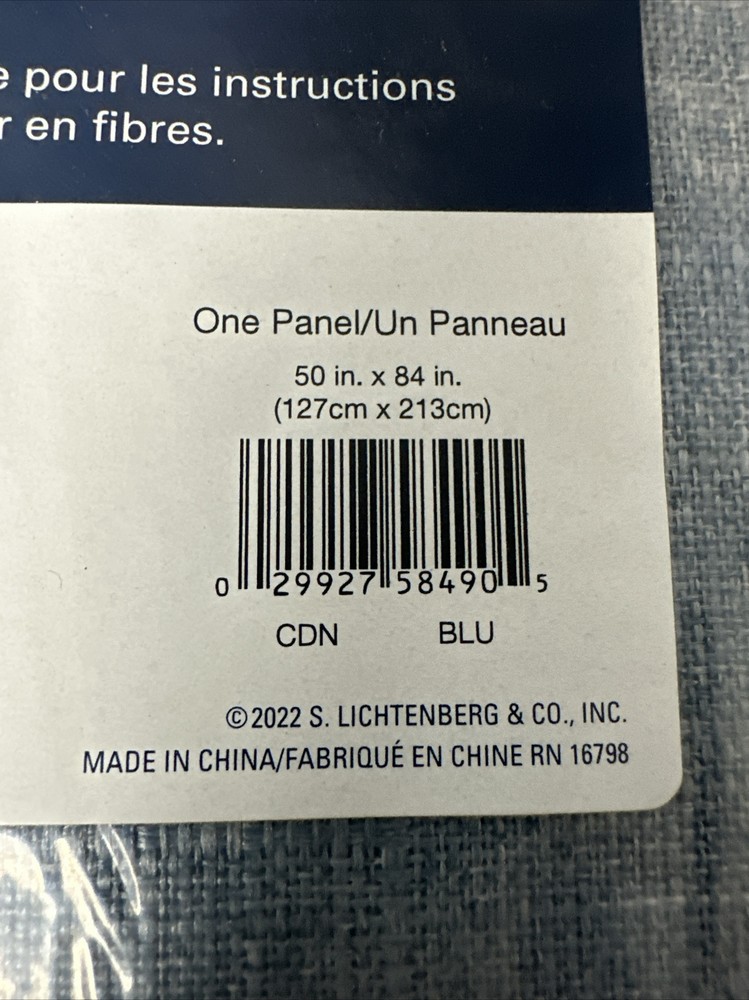 e pour les instructions
r en fibres.
One Panel/Un Panneau
50 in. x 84 in.
(127cm x 213cm)
0 29927 58490 5
CDN BLU
©2022 S. LICHTENBERG & CO., INC.
MADE IN CHINA/FABRIQUÉ EN CHINE RN 16798